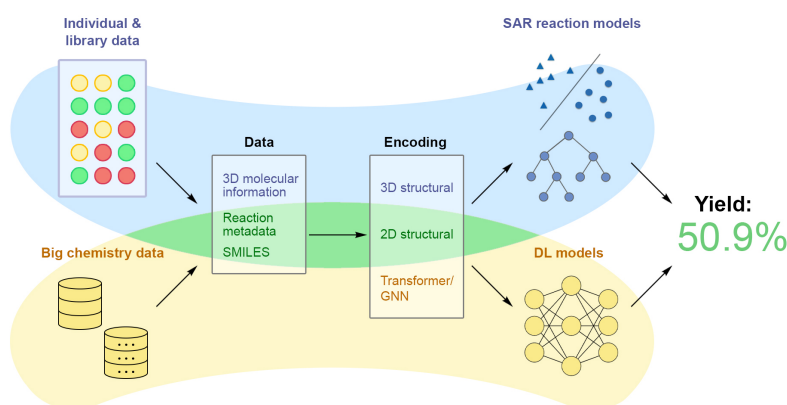 Individual &
library data
SAR reaction models
Data
Encoding
3D molecular
information
3D structural
Reaction
metadata
2D structural
SMILES
Yield:
50.9%
Big chemistry data
DL models
Transformer/
GNN